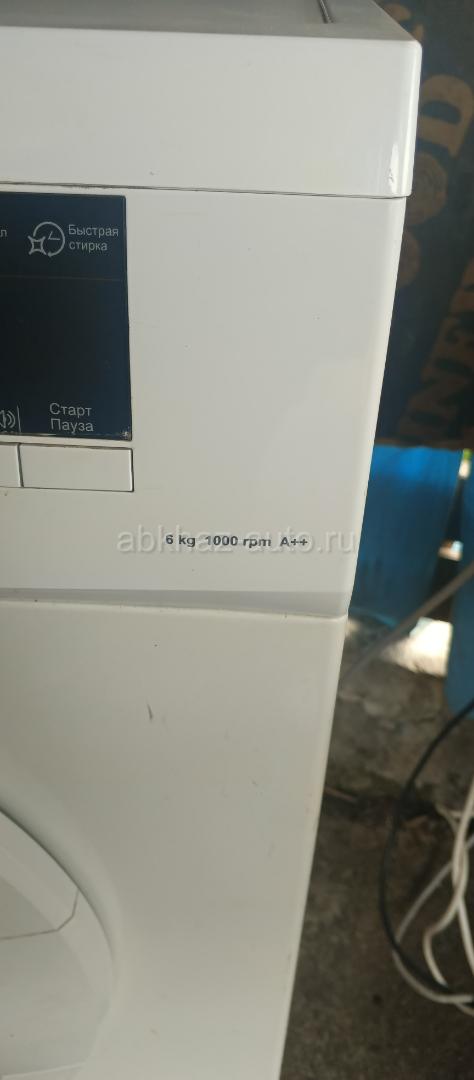 Быстрая
стирка
Старт
Пауза
6 kg 1000 rpm A++
abkhaz-auto.ru